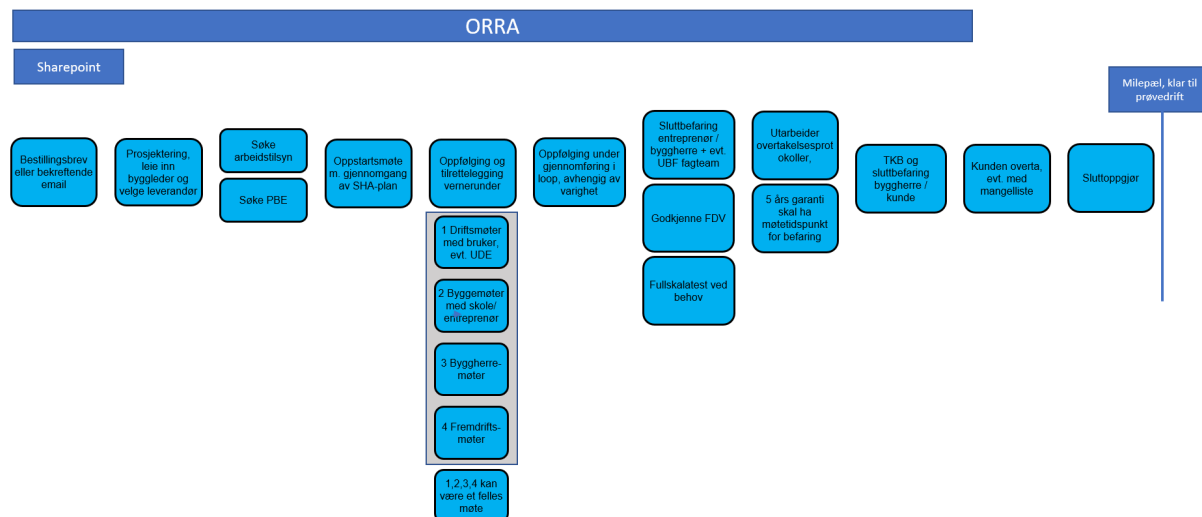 ORRA
Sharepoint
Milepæl, klar til
prøvedrift
Bestillingsbrev
eller bekreftende
email
Prosjektering,
leie inn
byggleder og
velge leverandør
Søke
arbeidstilsyn
Søke PBE
Oppstartsmøte
m. gjennomgang
av SHA-plan
Oppfølging og
tilrettelegging
vernerunder
1 Driftsmøter
med bruker,
evt. UDE
2 Byggemøter
med skole/
entreprenør
3 Byggherre-
møter
4 Fremdrifts-
møter
1,2,3,4 kan
være et felles
møte
Oppfølging under
gjennomføring i
loop, avhengig av
varighet
Sluttbefaring
entreprenør /
byggherre + evt.
UBF fagteam
Godkjenne FDV
Fullskalatest ved
behov
Utarbeider
overtakelsesprot
okoller,
5 års garanti
skal ha
møtetidspunkt
for befaring
TKB og
sluttbefaring
byggherre /
kunde
Kunden overta,
evt. med
mangelliste
Sluttoppgjør